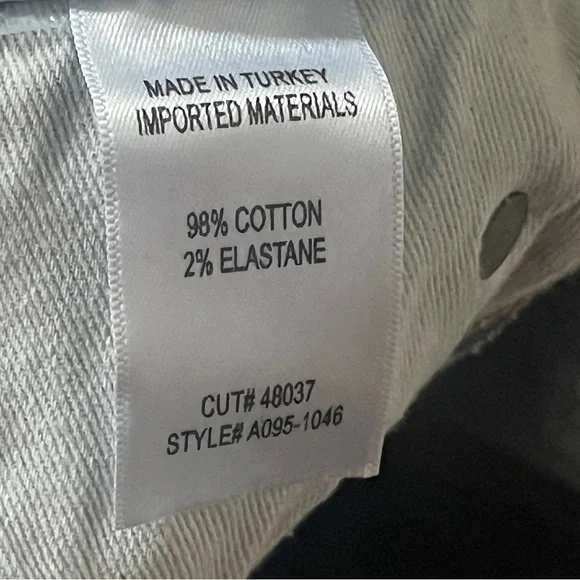 MADE IN TURKEY
IMPORTED MATERIALS
98% COTTON
2% ELASTANE
CUT# 48037
STYLE# A095-1046